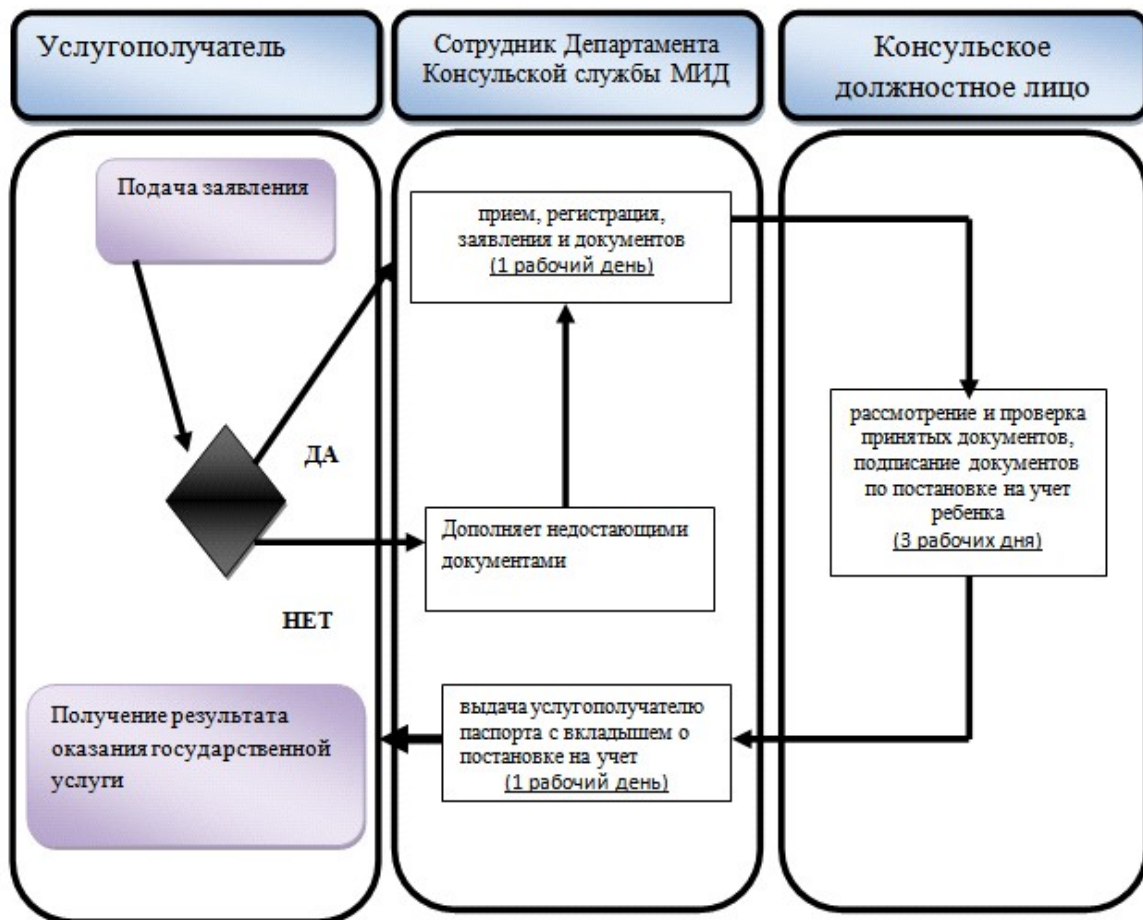 Услугополучатель
Сотрудник Департамента
Консульской службы МИД
Консульское
должностное лицо
Подача заявления
прием, регистрация,
заявления и документов
(1 рабочий день)
ДА
рассмотрение и проверка
принятых документов,
подписание документов
по постановке на учет
ребенка
(3 рабочих дня)
Дополняет недостающими
документами
НЕТ
Получение результата
оказания государственной
услуги
выдача услугополучателю
паспорта с вкладышем о
постановке на учет
(1 рабочий день)